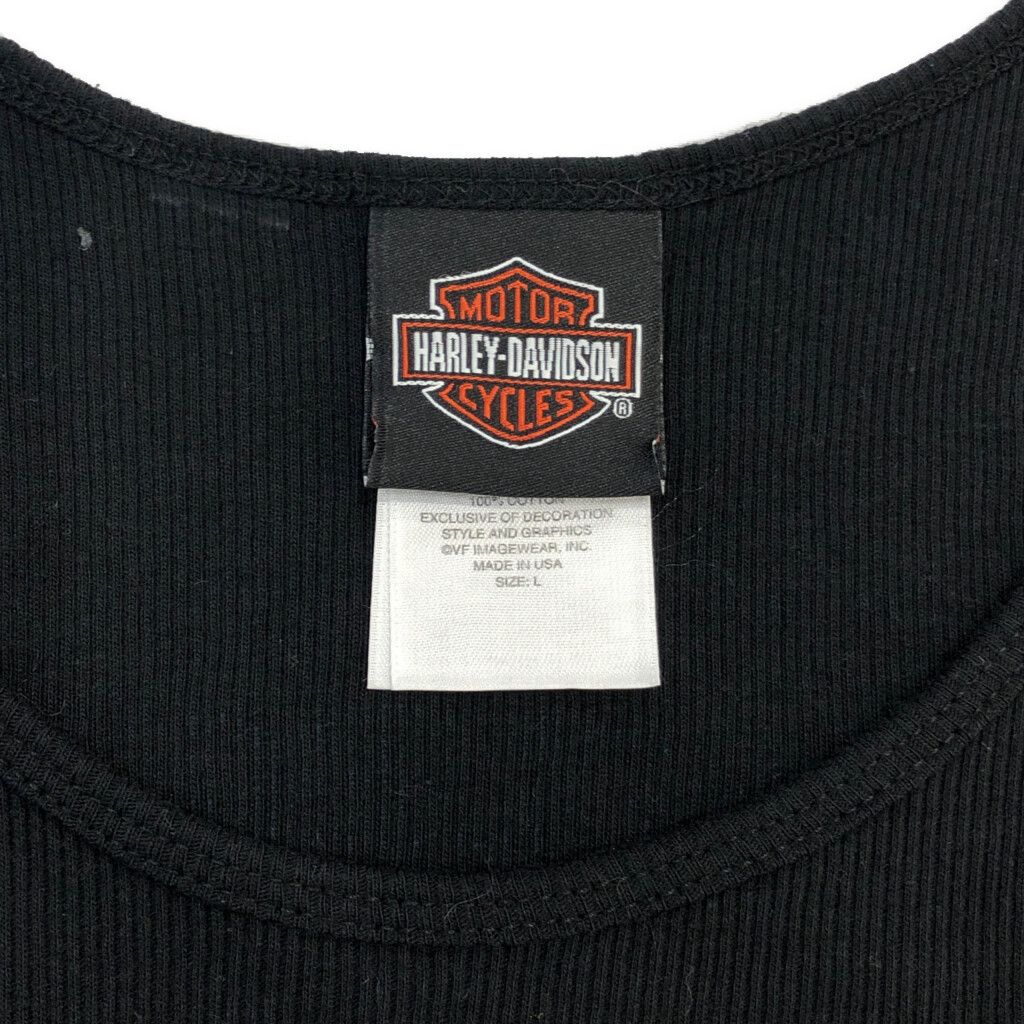 MOTOR
HARLEY-DAVIDSON
CYCLES
®
100% COTTON
EXCLUSIVE OF DECORATION
STYLE AND GRAPHICS
©VF IMAGEWEAR, INC.
MADE IN USA
SIZE: L